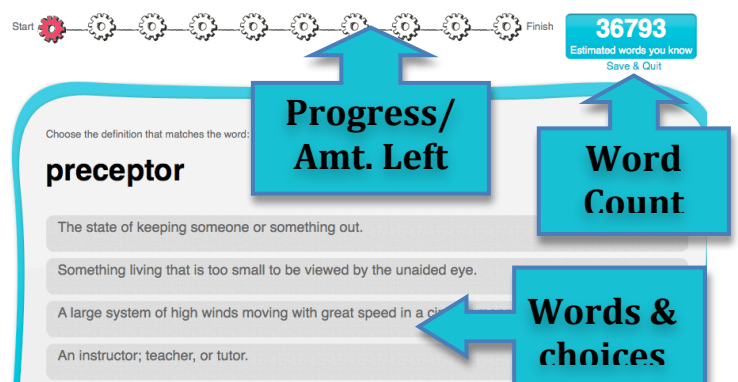 Start
Finish
36793
Estimated words you know
Save & Quit
Progress/
Amt. Left
Word
Count
Choose the definition that matches the word:
preceptor
The state of keeping someone or something out.
Something living that is too small to be viewed by the unaided eye.
A large system of high winds moving with great speed in a
An instructor; teacher, or tutor.
Words &
choices